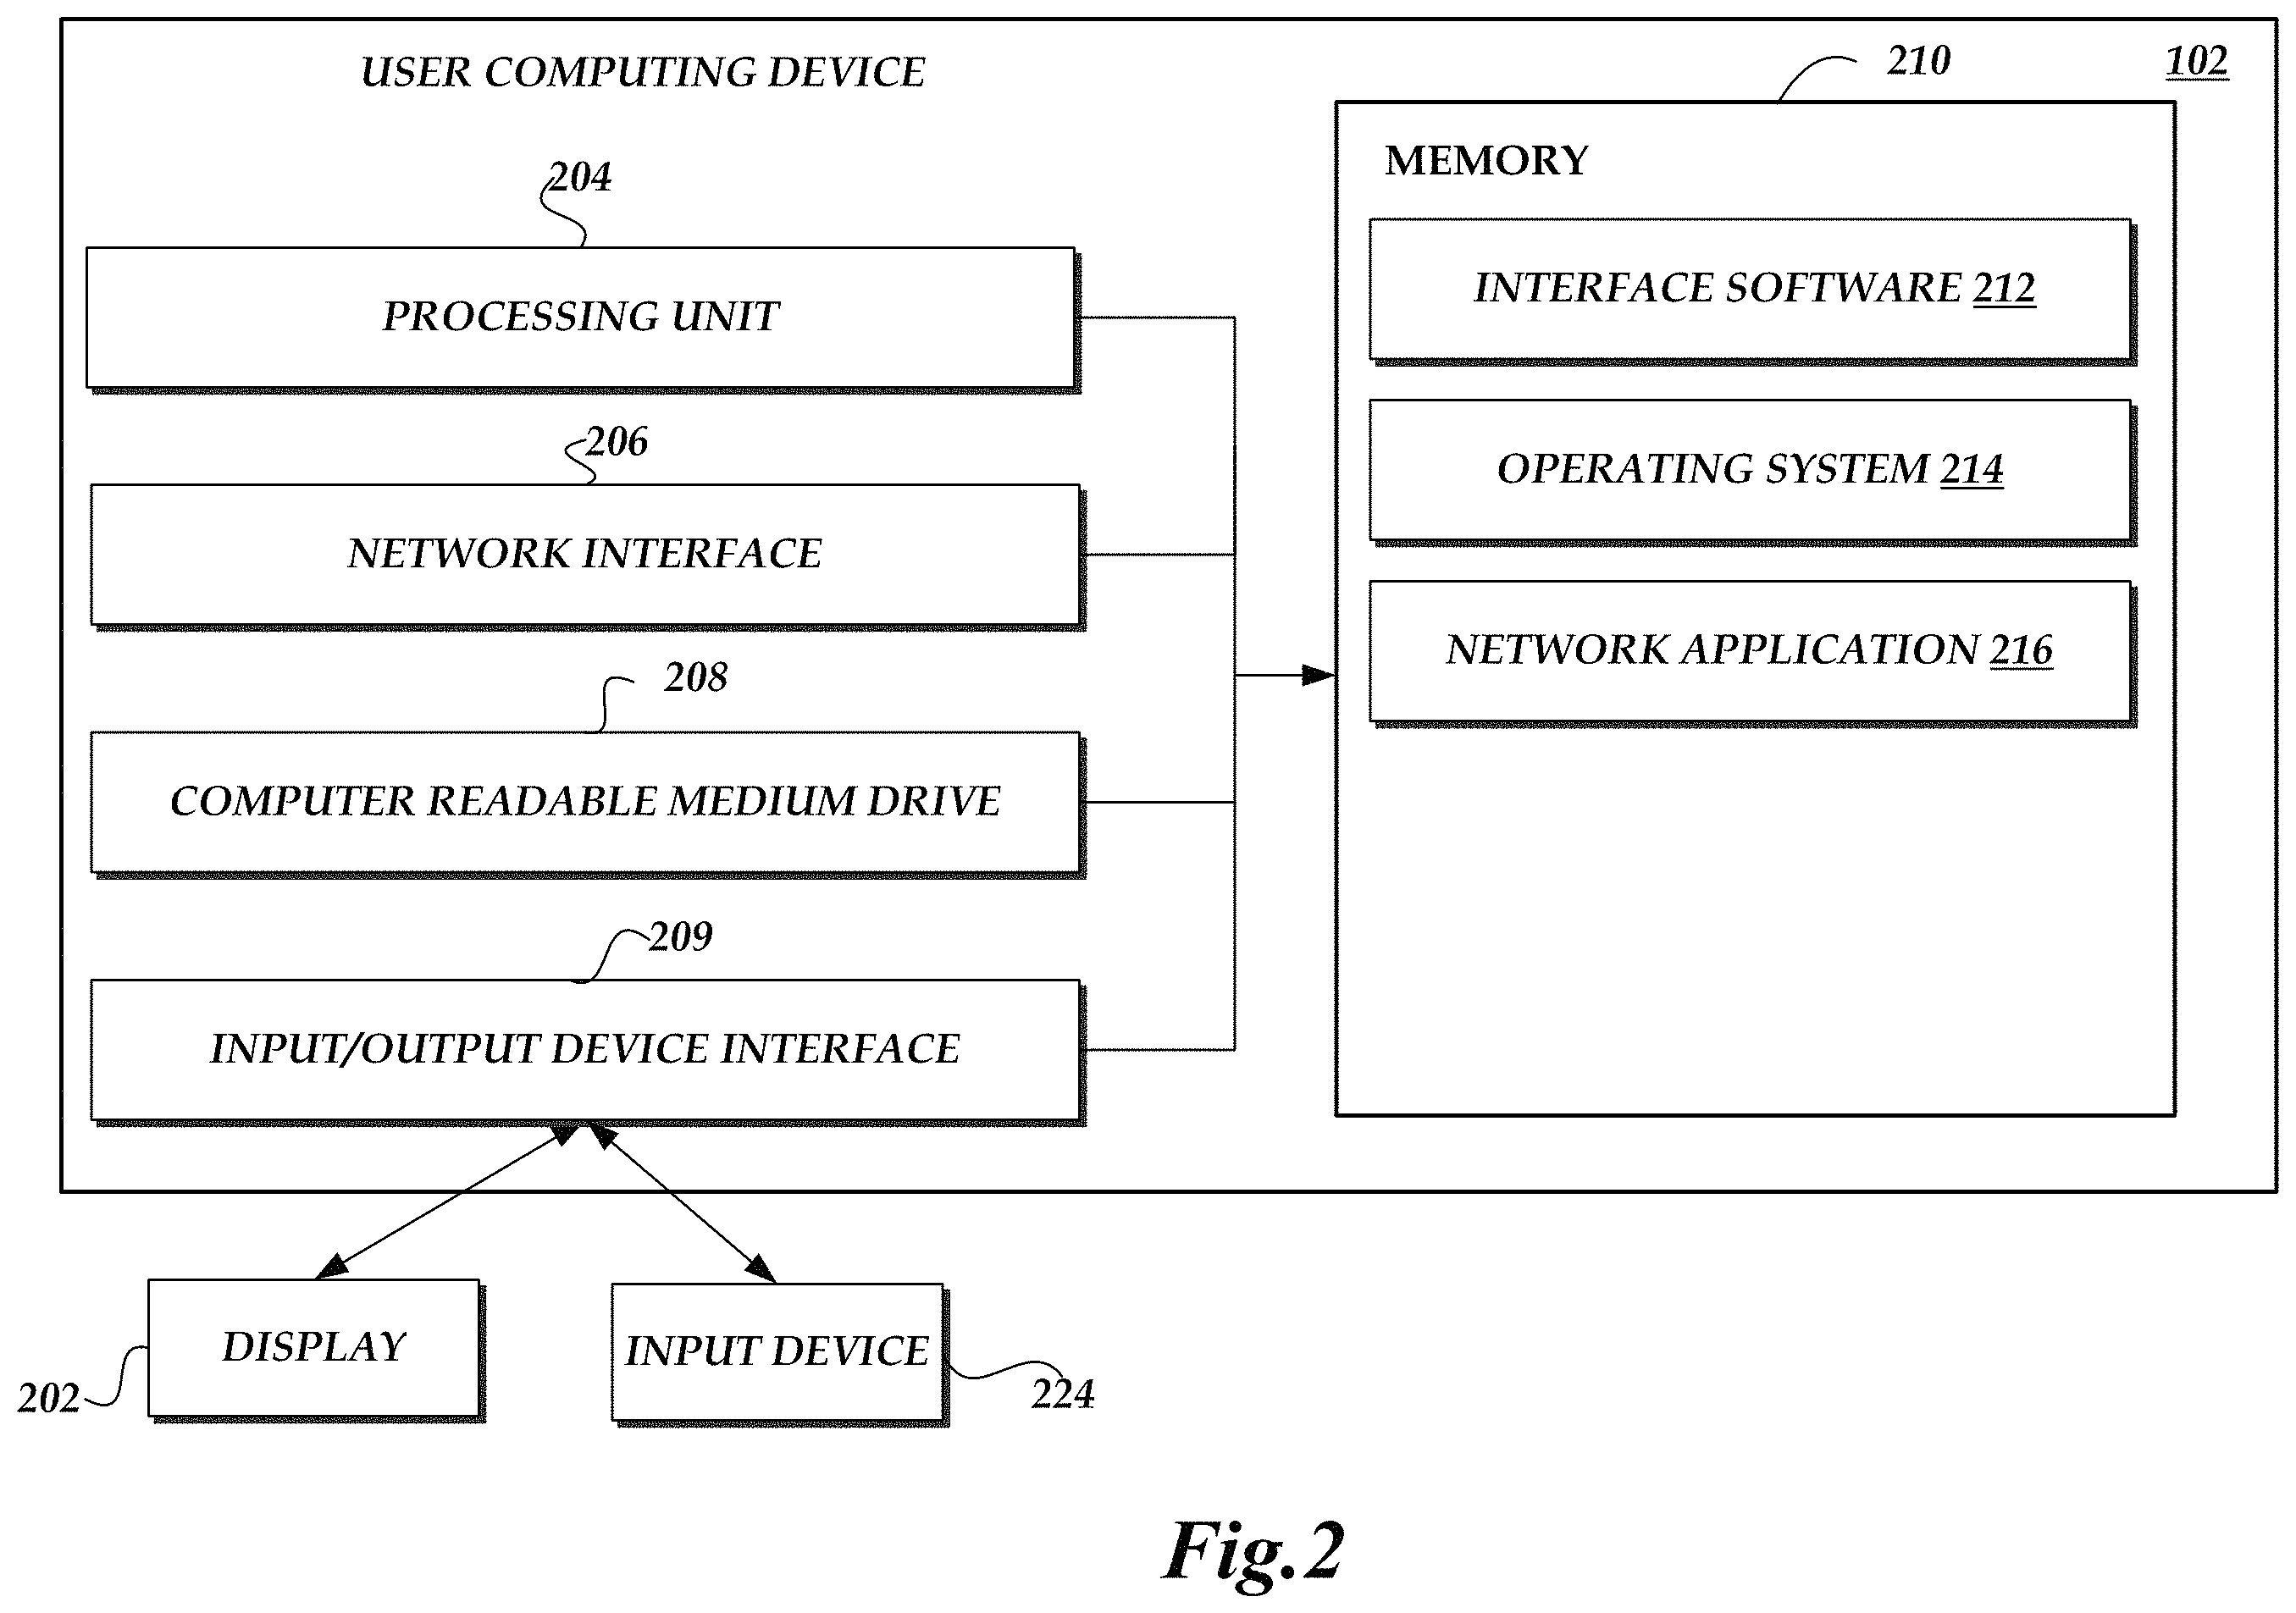 USER COMPUTING DEVICE
210
102
MEMORY
204
PROCESSING UNIT
INTERFACE SOFTWARE 212
206
NETWORK INTERFACE
OPERATING SYSTEM 214
208
NETWORK APPLICATION 216
COMPUTER READABLE MEDIUM DRIVE
209
INPUT/OUTPUT DEVICE INTERFACE
DISPLAY
INPUT DEVICE
202
224
Fig.2